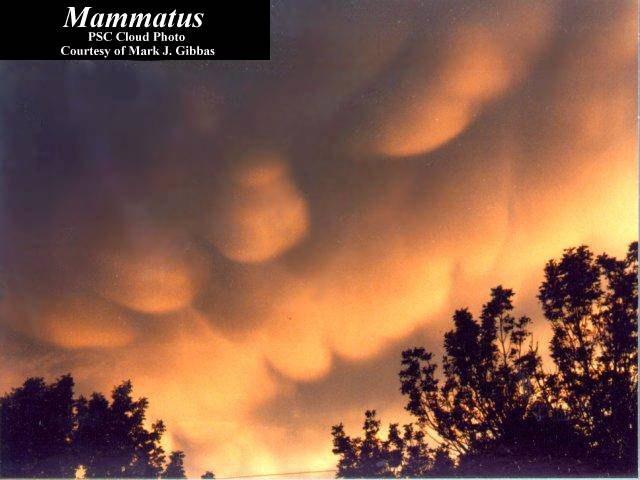 Mammatus
PSC Cloud Photo
Courtesy of Mark J. Gibbas